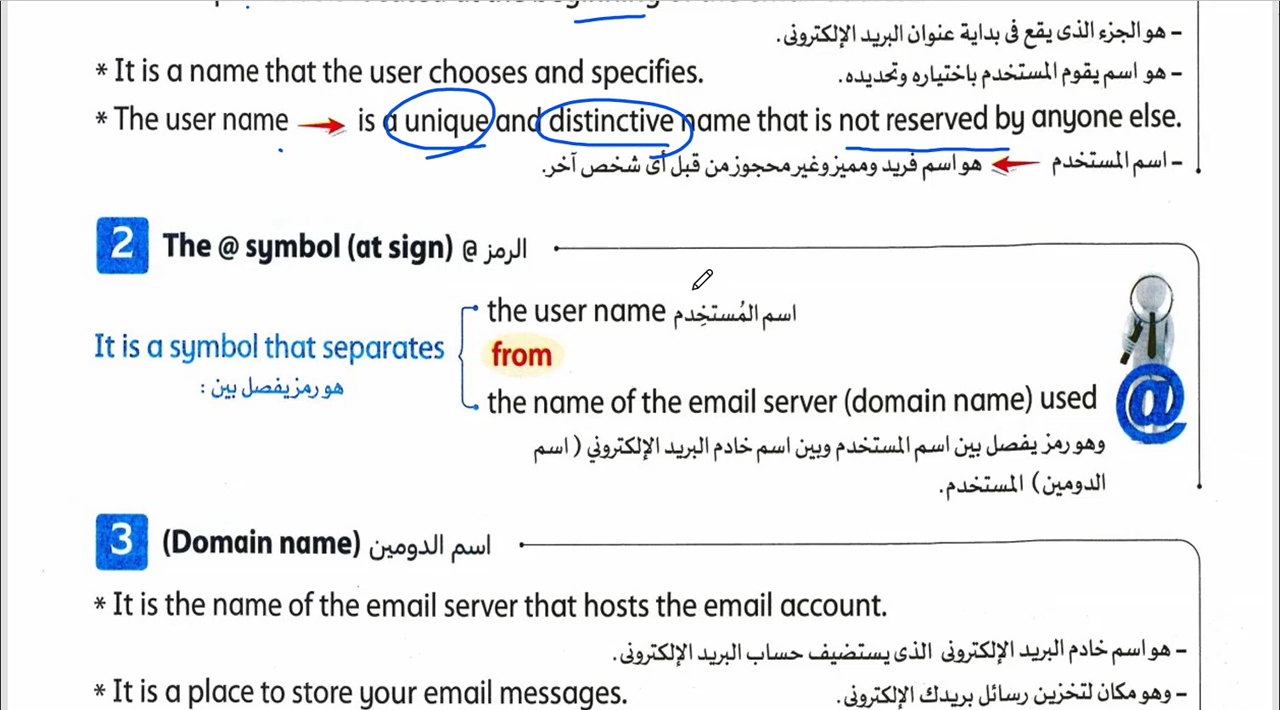 – هو الجزء الذى يقع فى بداية عنوان البريد الإلكترونى.
* It is a name that the user chooses and specifies.
– هو اسم يقوم المستخدم باختياره وتحديده.
* The user name → is a unique and distinctive name that is not reserved by anyone else.
– اسم المستخدم ← هو اسم فريد ومميز وغير محجوز من قبل أى شخص آخر.
2 The @ symbol (at sign) @ الرمز
the user name اسم المُستخِدم
It is a symbol that separates
from
هو رمز يفصل بين :
the name of the email server (domain name) used
@
وهو رمز يفصل بين اسم المستخدم وبين اسم خادم البريد الإلكتروني ( اسم
الدومين) المستخدم.
3 (Domain name) اسم الدومين
* It is the name of the email server that hosts the email account.
– هو اسم خادم البريد الإلكترونى الذى يستضيف حساب البريد الإلكترونى.
* It is a place to store your email messages.
– وهو مكان لتخزين رسائل بريدك الإلكترونى.